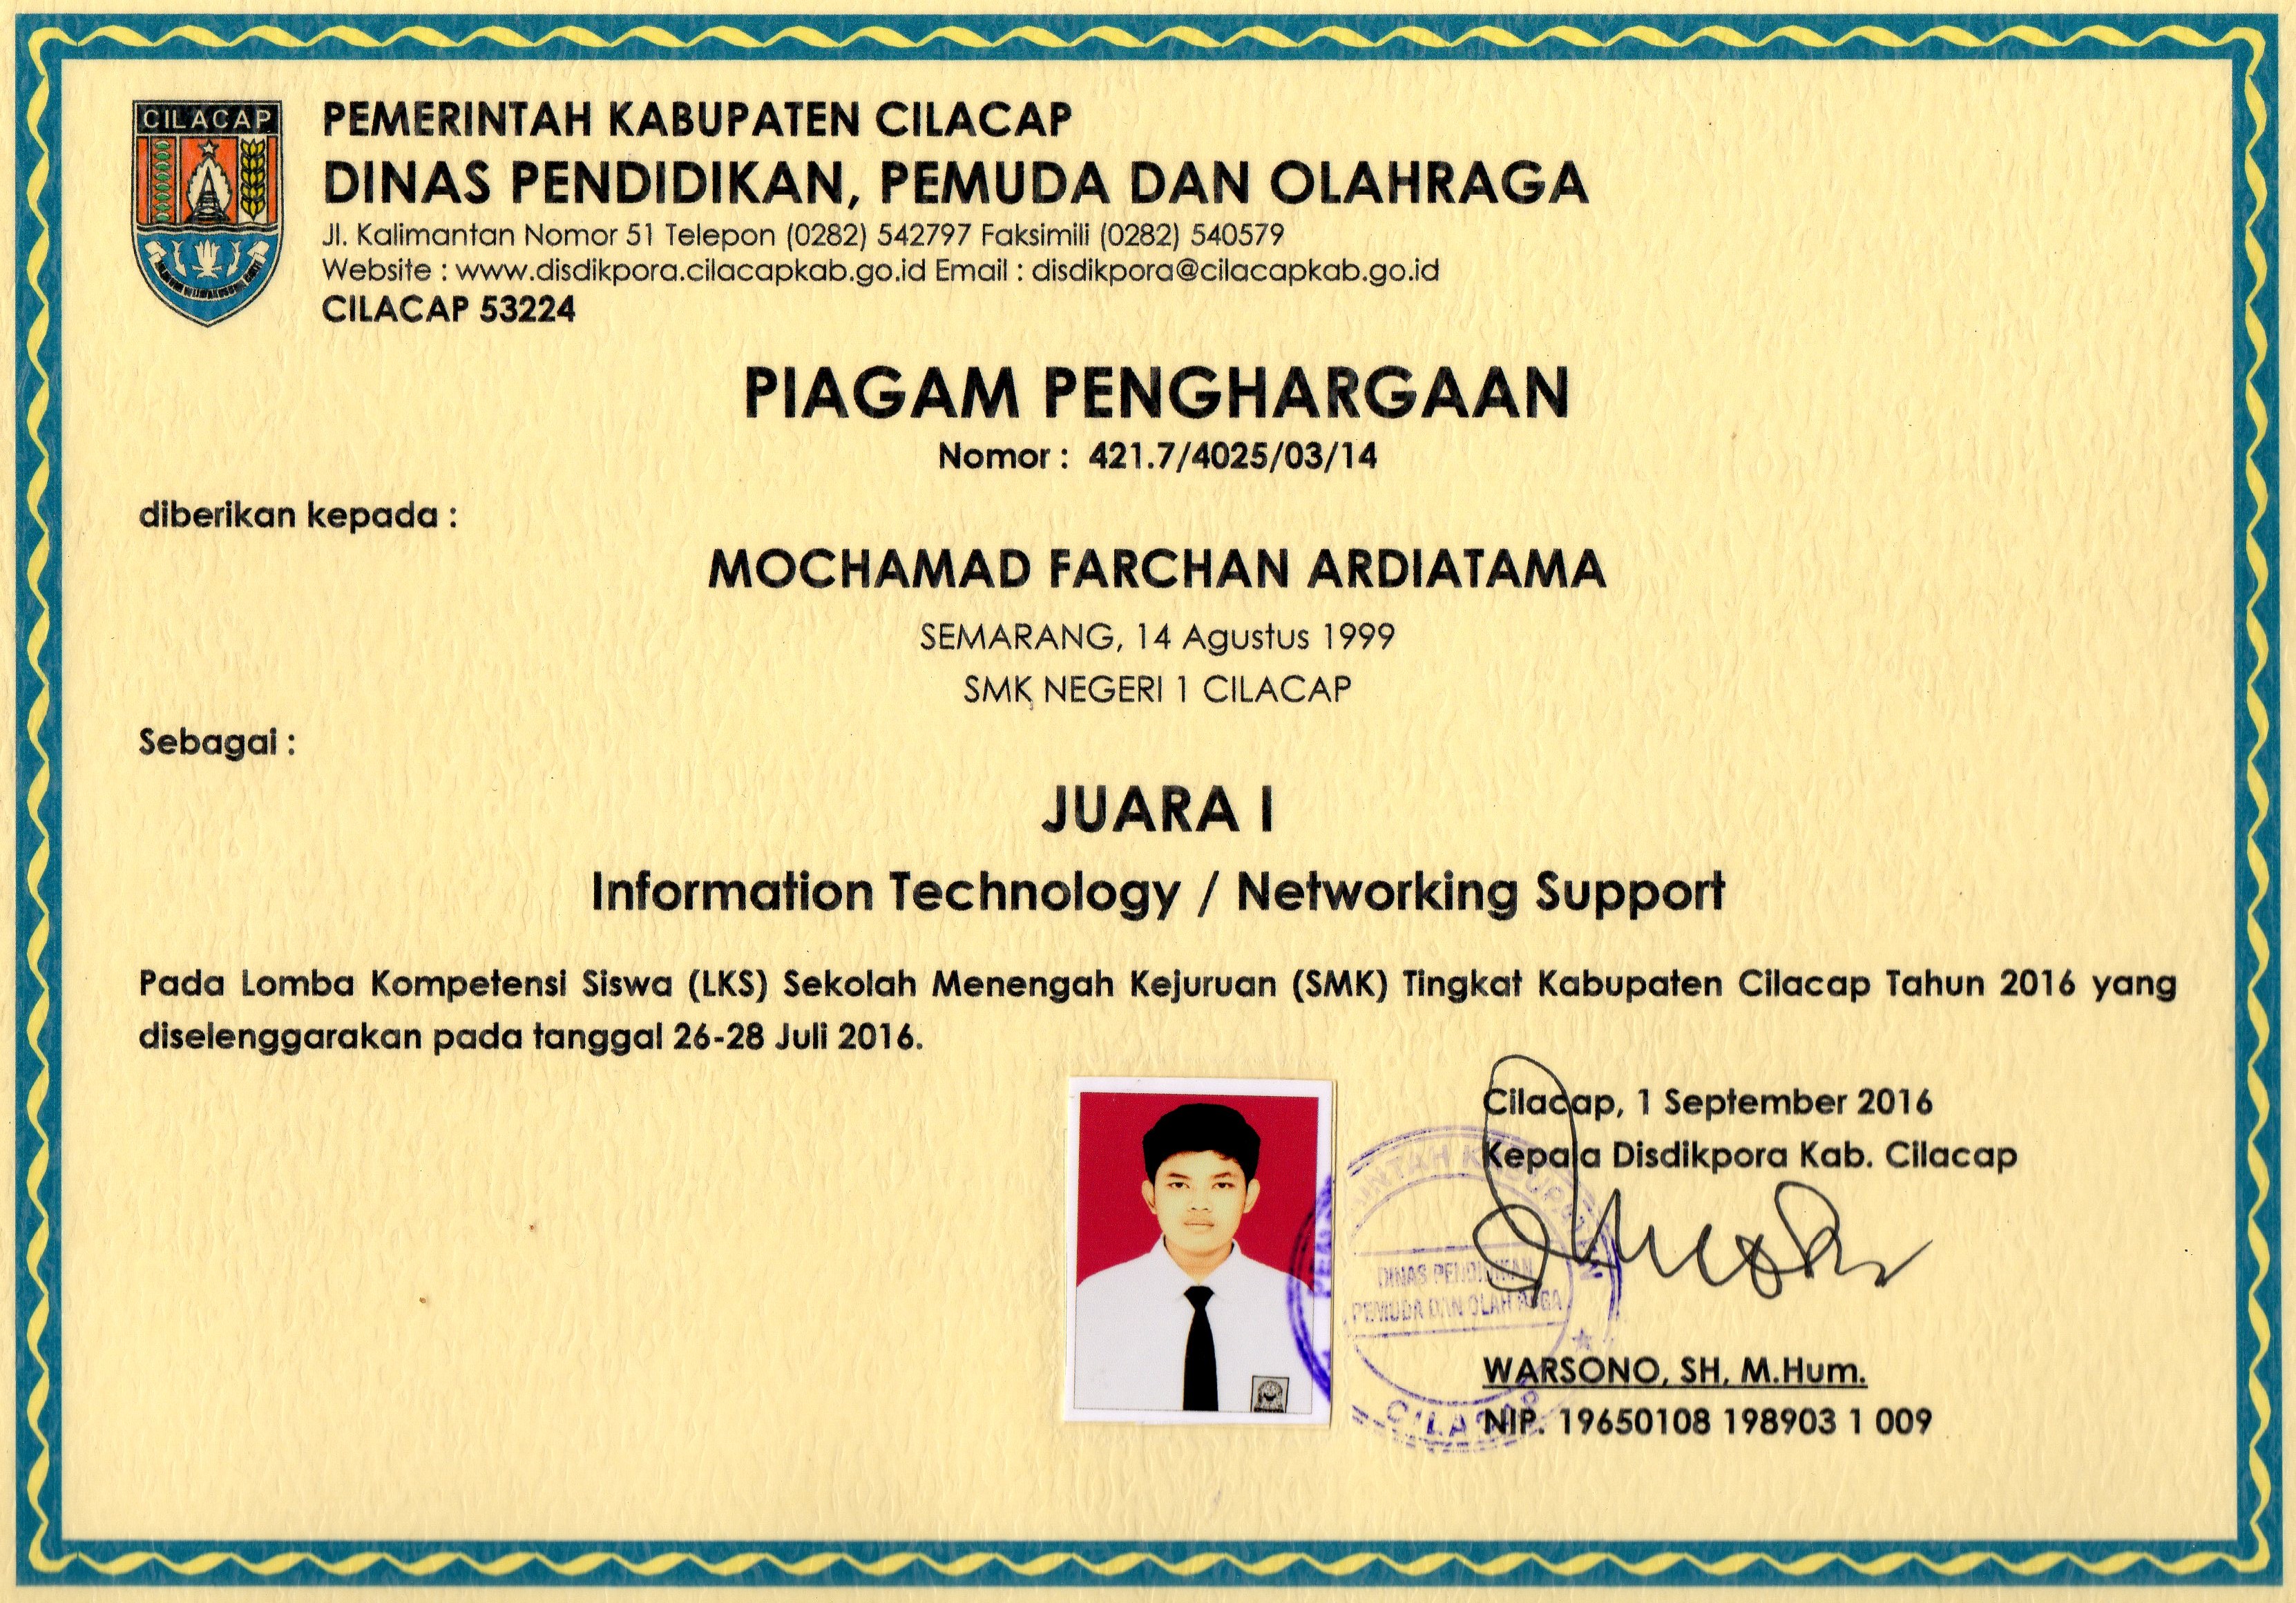 CILACAP
PEMERINTAH KABUPATEN CILACAP
DINAS PENDIDIKAN, PEMUDA DAN OLAHRAGA
Jl. Kalimantan Nomor 51 Telepon (0282) 542797 Faksimili (0282) 540579
Website : www.disdikpora.cilacapkab.go.id Email : disdikpora@cilacapkab.go.id
CILACAP 53224
PIAGAM PENGHARGAAN
Nomor : 421.7/4025/03/14
diberikan kepada :
MOCHAMAD FARCHAN ARDIATAMA
SEMARANG, 14 Agustus 1999
SMK NEGERI 1 CILACAP
Sebagai :
JUARA I
Information Technology / Networking Support
Pada Lomba Kompetensi Siswa (LKS) Sekolah Menengah Kejuruan (SMK) Tingkat Kabupaten Cilacap Tahun 2016 yang
diselenggarakan pada tanggal 26-28 Juli 2016.
Cilacap, 1 September 2016
Kepala Disdikpora Kab. Cilacap
DINAS PENDIDIKAN
PEMUDA DAN OLAH RAGA
CILACAP
WARSONO, SH, M.Hum.
NIP. 19650108 198903 1 009